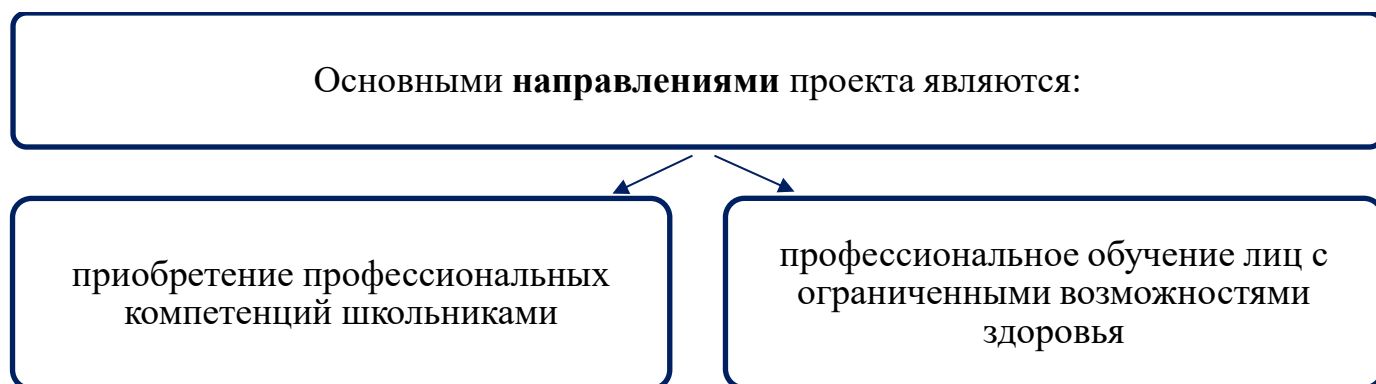 Основными направлениями проекта являются:
приобретение профессиональных
компетенций школьниками
профессиональное обучение лиц с
ограниченными возможностями
здоровья